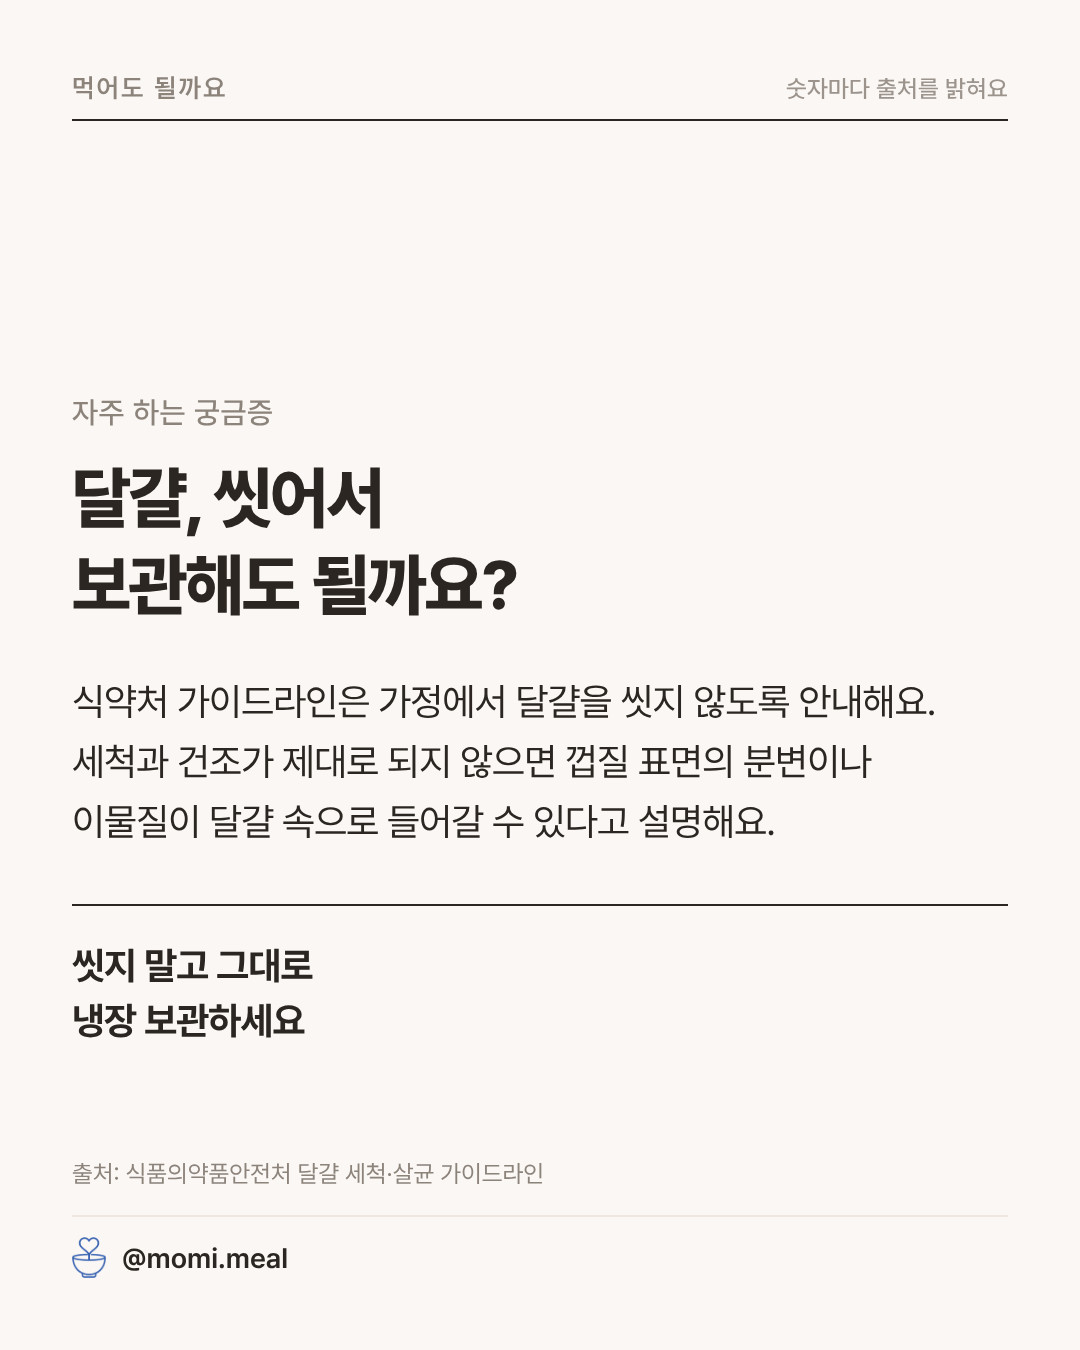 먹어도 될까요
숫자마다 출처를 밝혀요
자주 하는 궁금증
달걀, 씻어서
보관해도 될까요?
식약처 가이드라인은 가정에서 달걀을 씻지 않도록 안내해요.
세척과 건조가 제대로 되지 않으면 껍질 표면의 분변이나
이물질이 달걀 속으로 들어갈 수 있다고 설명해요.
씻지 말고 그대로
냉장 보관하세요
출처: 식품의약품안전처 달걀 세척·살균 가이드라인
@momi.meal